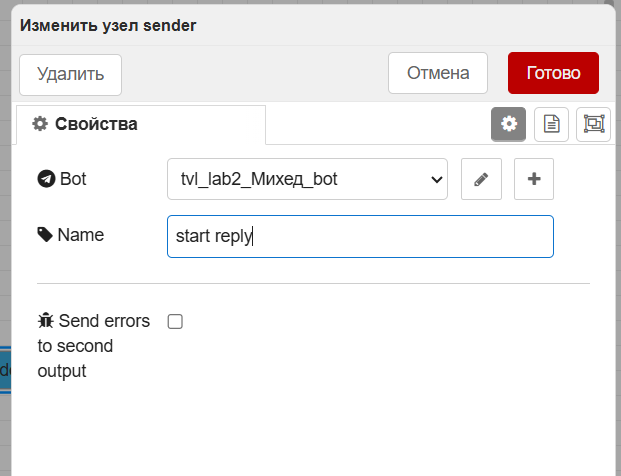 Изменить узел sender
Удалить
Отмена
Готово
Свойства
Bot
tvl_lab2_Михед_bot
Name
start reply
Send errors
to second
output